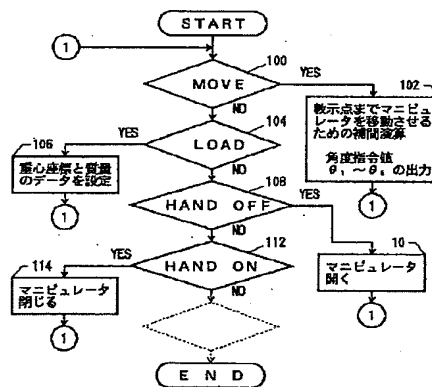 START
1
100
MOVE
YES
102
NO
教示点までマニピュ
レータを移動させる
ための補間演算
角度指令値
θ₁～θ₆の出力
1
104
LOAD
YES
106
NO
重心座標と質量
のデータを設定
1
108
HAND OFF
YES
NO
10
マニピュレータ
開く
1
112
HAND ON
YES
114
NO
マニピュレータ
閉じる
1
END